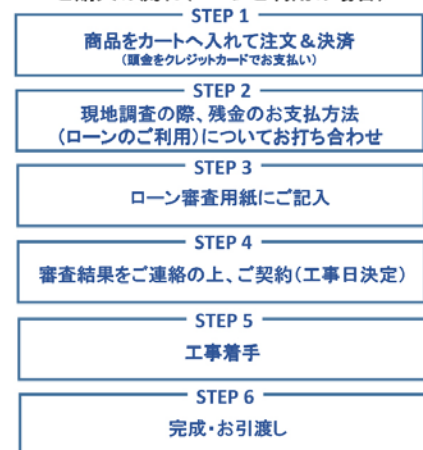 STEP 1
商品をカートへ入れて注文&決済
(頭金をクレジットカードでお支払い)
STEP 2
現地調査の際、残金のお支払方法
(ローンのご利用)についてお打ち合わせ
STEP 3
ローン審査用紙にご記入
STEP 4
審査結果をご連絡の上、ご契約(工事日決定)
STEP 5
工事着手
STEP 6
完成・お引渡し